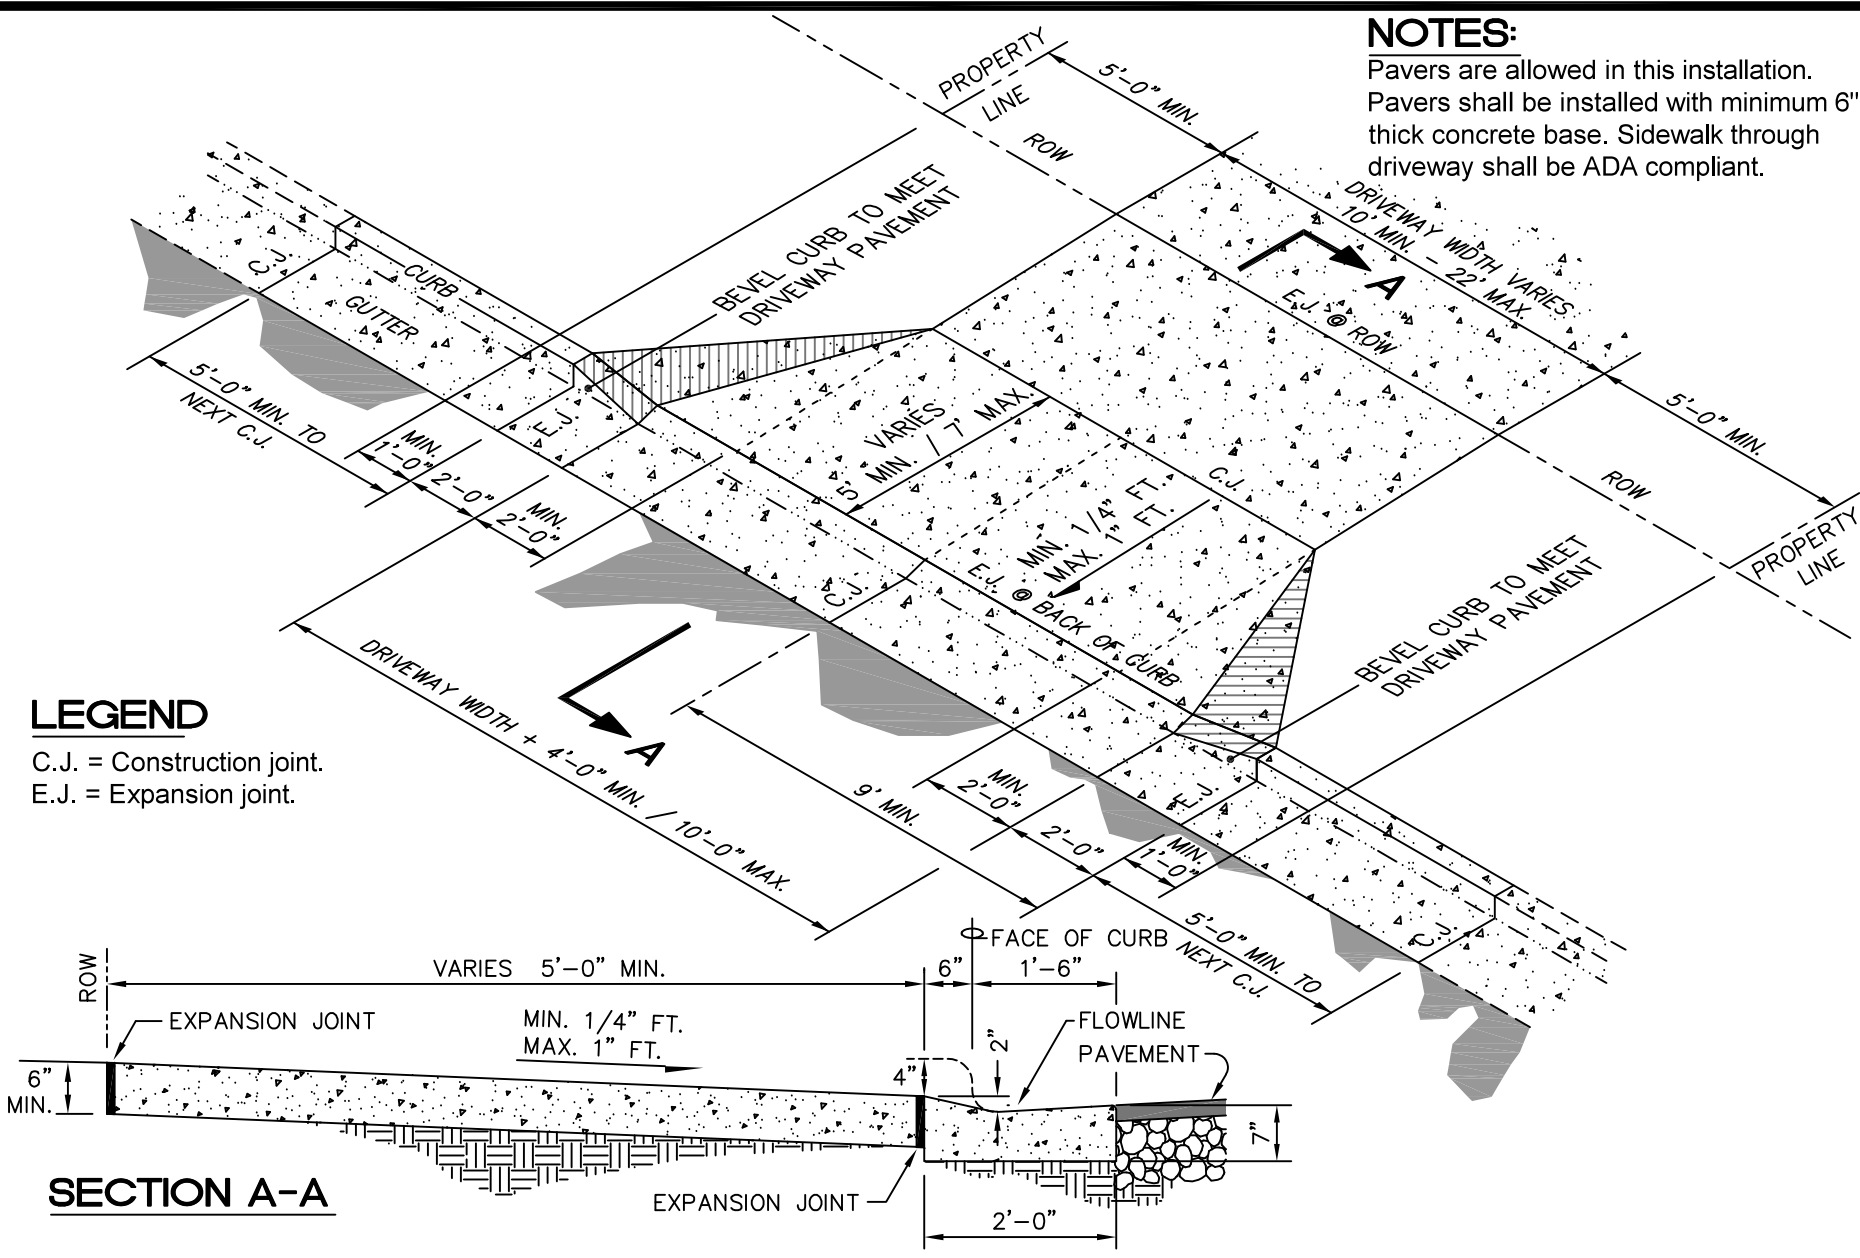 NOTES:
Pavers are allowed in this installation.
Pavers shall be installed with minimum 6"
thick concrete base. Sidewalk through
driveway shall be ADA compliant.
PROPERTY
LINE
5'-0" MIN.
ROW
DRIVEWAY WIDTH VARIES
10' MIN. - 22' MAX.
A
E.J. @ ROW
5'-0" MIN.
ROW
PROPERTY
LINE
BEVEL CURB TO MEET
DRIVEWAY PAVEMENT
C.J.
CURB
GUTTER
5'-0" MIN. TO
NEXT C.J.
E.J.
MIN.
1'-0"
2'-0"
MIN.
2'-0"
VARIES
5' MIN. / 7' MAX.
C.J.
MIN. 1/4" FT.
MAX. 1" FT.
E.J. @ BACK OF CURB
C.J.
BEVEL CURB TO MEET
DRIVEWAY PAVEMENT
DRIVEWAY WIDTH + 4'-0" MIN. / 10'-0" MAX.
A
9' MIN.
MIN.
2'-0"
2'-0"
MIN.
1'-0"
E.J.
5'-0" MIN. TO
NEXT C.J.
C.J.
LEGEND
C.J. = Construction joint.
E.J. = Expansion joint.
ROW
VARIES 5'-0" MIN.
6"
FACE OF CURB
1'-6"
EXPANSION JOINT
MIN. 1/4" FT.
MAX. 1" FT.
6"
MIN.
4"
2"
FLOWLINE
PAVEMENT
7"
EXPANSION JOINT
2'-0"
SECTION A-A